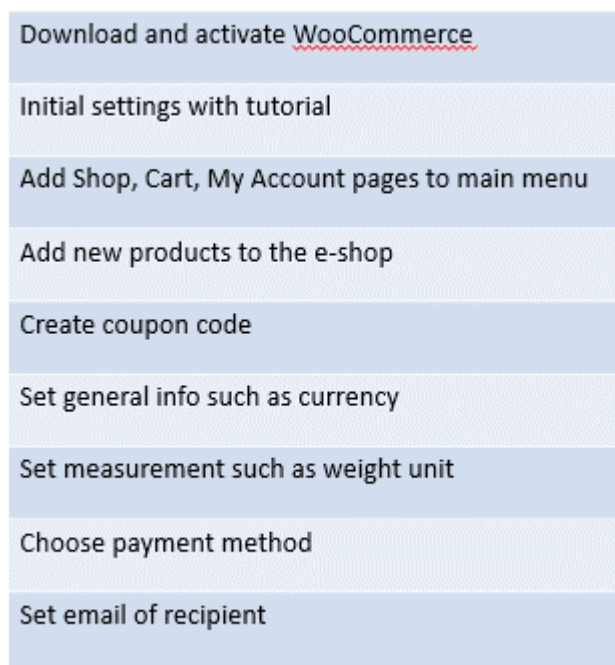 Download and activate WooCommerce
Initial settings with tutorial
Add Shop, Cart, My Account pages to main menu
Add new products to the e-shop
Create coupon code
Set general info such as currency
Set measurement such as weight unit
Choose payment method
Set email of recipient